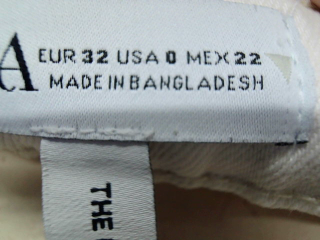 A
EUR 32 USA 0 MEX 22
MADE IN BANGLADESH
THE